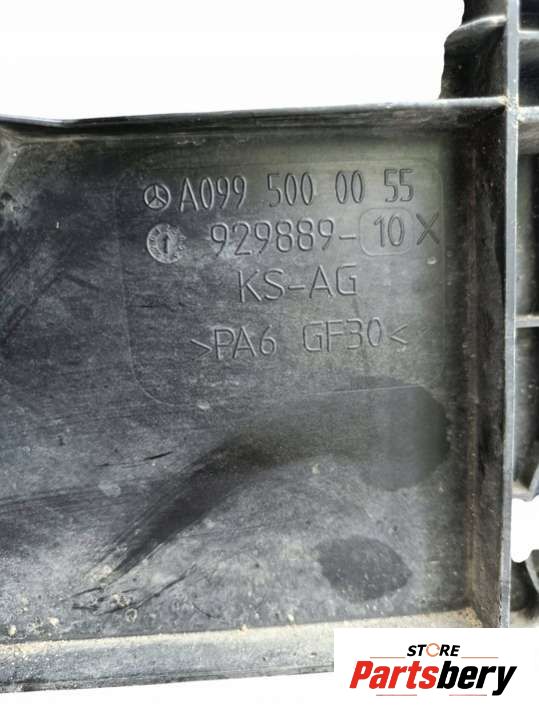 A099 500 00 55
929889-10X
KS-AG
>PA6 GF30<
STORE
Partsbery